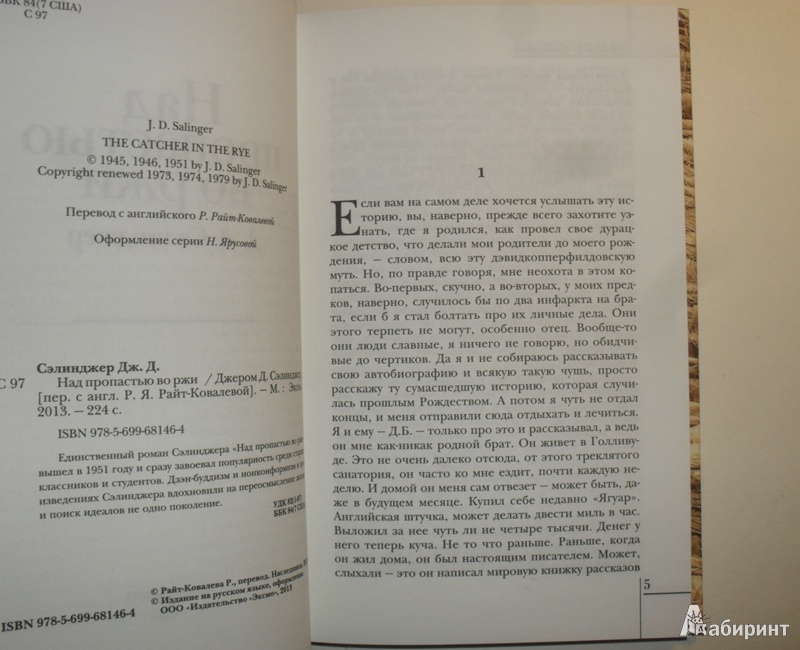 ББК 84(7 США)
С 97
J. D. Salinger
THE CATCHER IN THE RYE
© 1945, 1946, 1951 by J. D. Salinger
Copyright renewed 1973, 1974, 1979 by J. D. Salinger
Перевод с английского Р. Райт-Ковалевой
Оформление серии Н. Ярусовой
Сэлинджер Дж. Д.
С 97
Над пропастью во ржи / Джером Д. Сэлинджер
[пер. с англ. Р. Я. Райт-Ковалевой]. – М. : Эксмо
2013. – 224 с.
ISBN 978-5-699-68146-4
Единственный роман Сэлинджера «Над пропастью во
вышел в 1951 году и сразу завоевал популярность среди
классников и студентов. Дзэн-буддизм и нонконформизм в
изведениях Сэлинджера вдохновили на переосмысление
и поиск идеалов не одно поколение.
УДК
ББК 84(7 США)
© Райт-Ковалева Р., перевод. Наследники,
© Издание на русском языке, оформление.
ООО «Издательство «Эксмо», 2013
ISBN 978-5-699-68146-4
1
Если вам на самом деле хочется услышать эту ис-
торию, вы, наверно, прежде всего захотите уз-
нать, где я родился, как провел свое дурац-
кое детство, что делали мои родители до моего рож-
дения, – словом, всю эту дэвидкопперфилдовскую
муть. Но, по правде говоря, мне неохота в этом ко-
паться. Во-первых, скучно, а во-вторых, у моих пред-
ков, наверно, случилось бы по два инфаркта на бра-
та, если б я стал болтать про их личные дела. Они
этого терпеть не могут, особенно отец. Вообще-то
они люди славные, я ничего не говорю, но обидчи-
вые до чертиков. Да я и не собираюсь рассказывать
свою автобиографию и всякую такую чушь, просто
расскажу ту сумасшедшую историю, которая случи-
лась прошлым Рождеством. А потом я чуть не отдал
концы, и меня отправили сюда отдыхать и лечиться.
Я и ему – Д.Б. – только про это и рассказывал, а ведь
он мне как-никак родной брат. Он живет в Голливу-
де. Это не очень далеко отсюда, от этого треклятого
санатория, он часто ко мне ездит, почти каждую не-
делю. И домой он меня сам отвезет – может быть, да-
же в будущем месяце. Купил себе недавно «Ягуар».
Английская штучка, может делать двести миль в час.
Выложил за нее чуть ли не четыре тысячи. Денег у
него теперь куча. Не то что раньше. Раньше, когда
он жил дома, он был настоящим писателем. Может,
слыхали – это он написал мировую книжку рассказов
5
Лабиринт